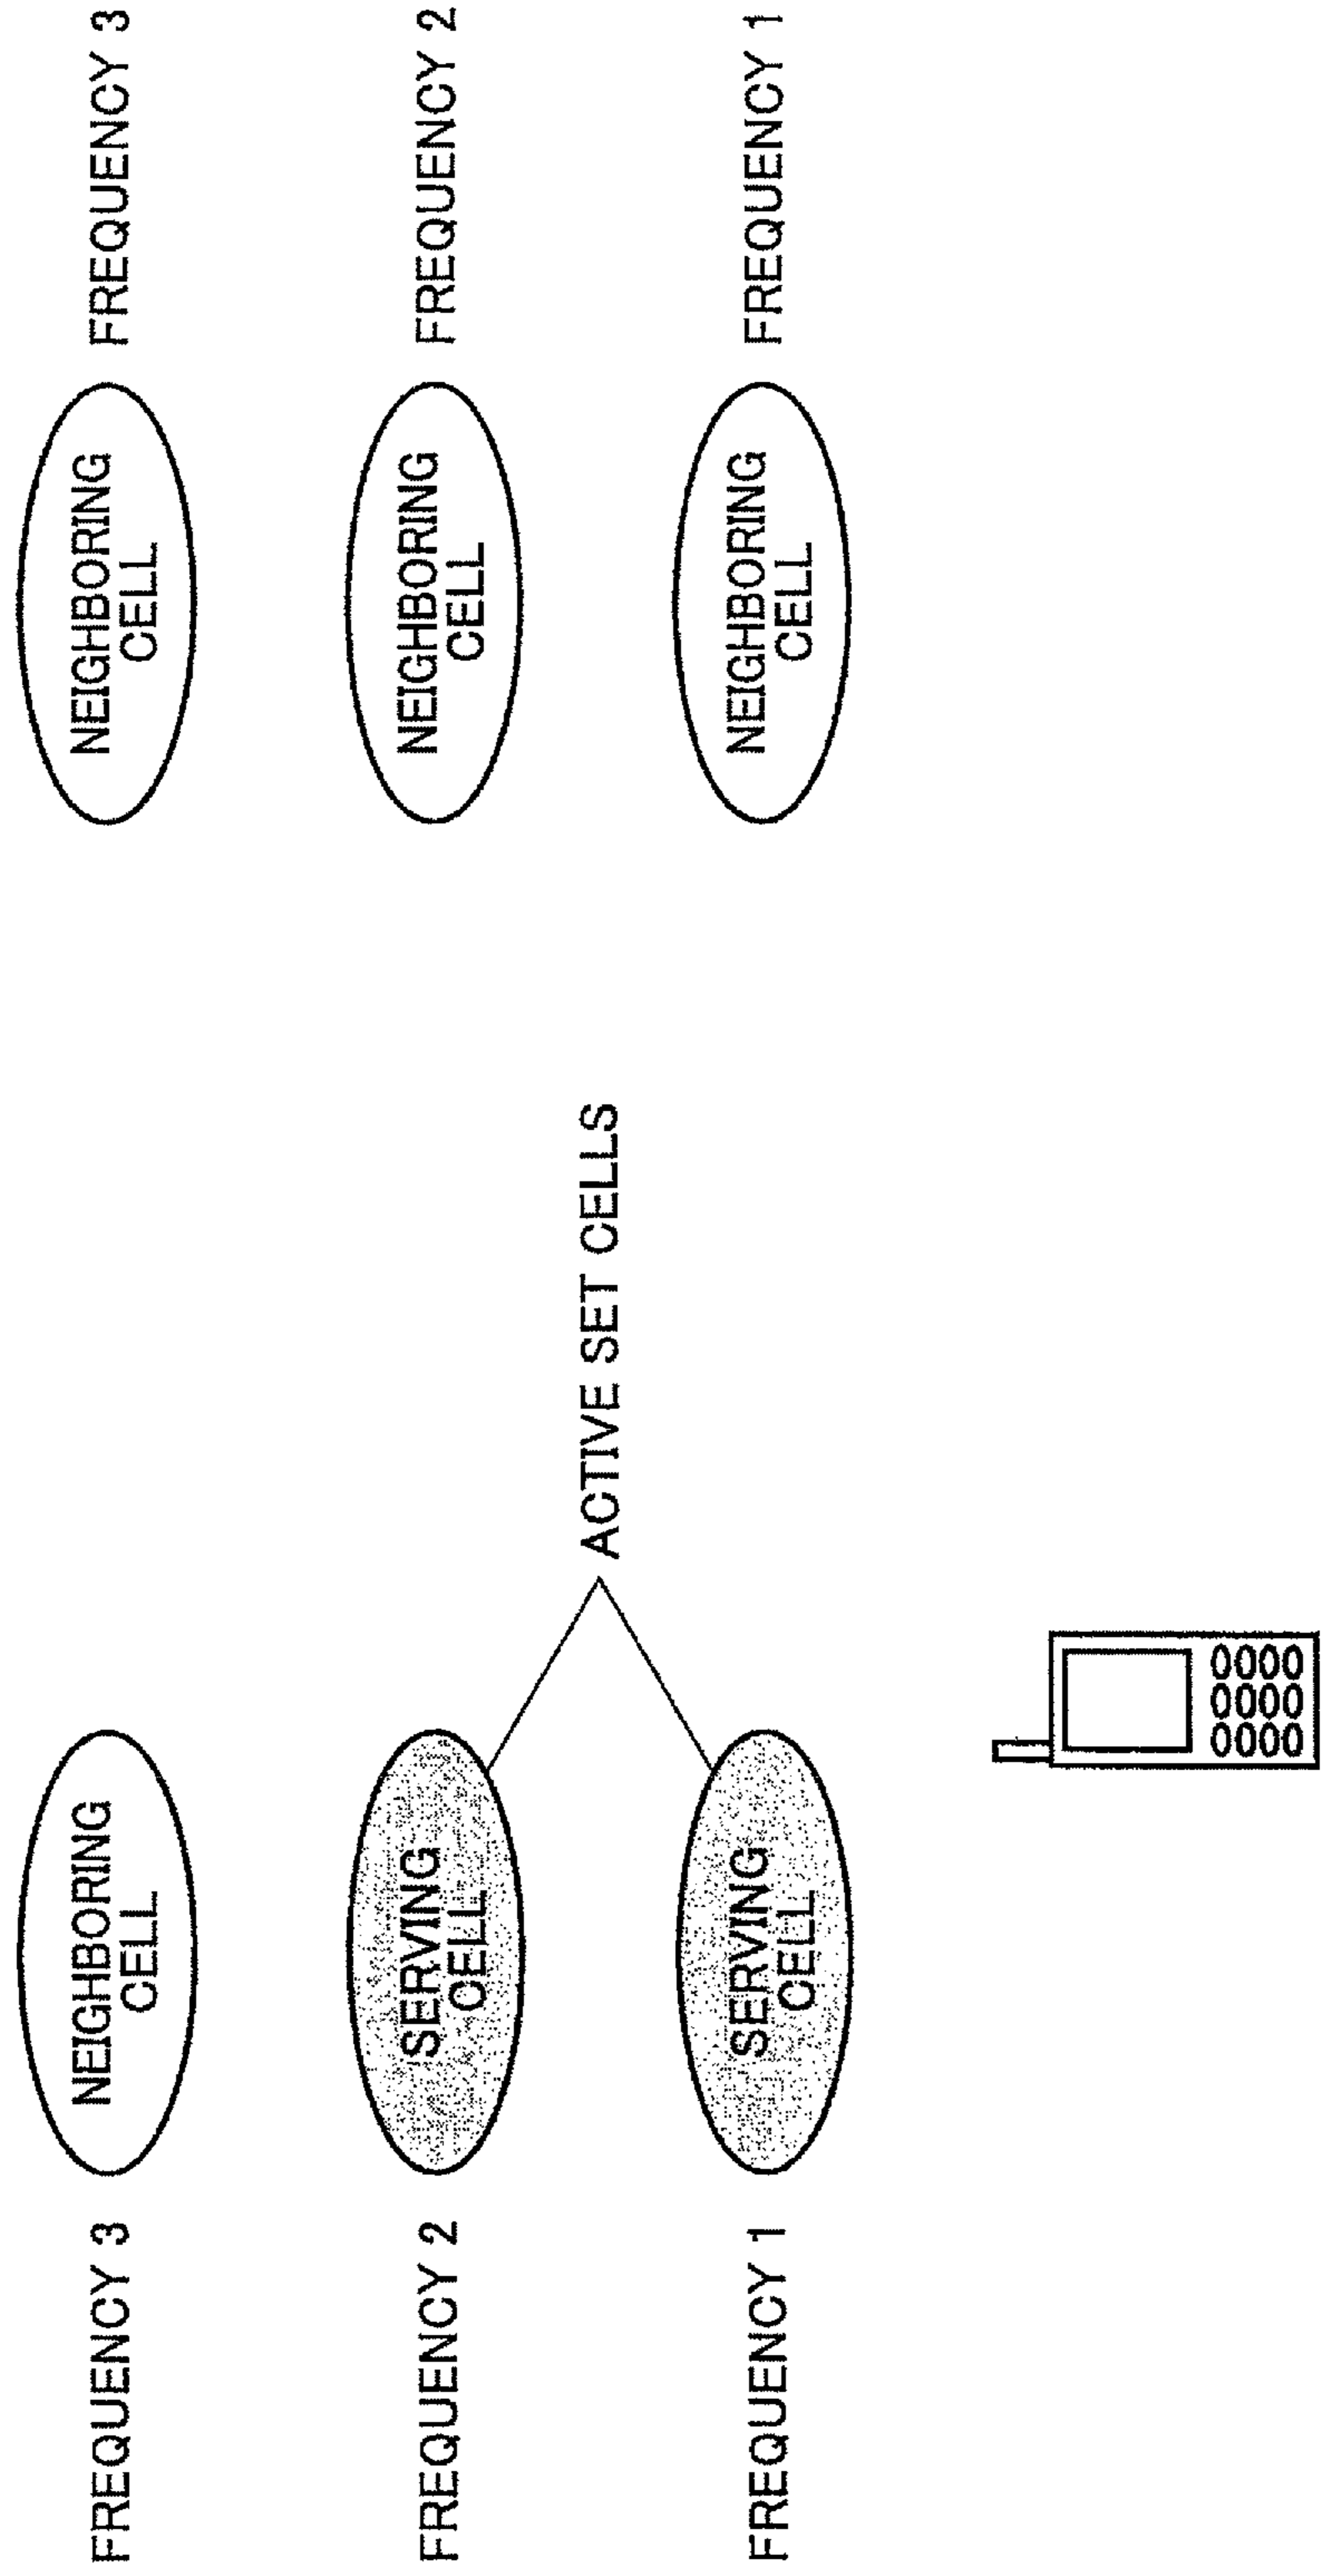 FREQUENCY 3
NEIGHBORING
CELL
NEIGHBORING
CELL
FREQUENCY 3
FREQUENCY 2
SERVING
CELL
NEIGHBORING
CELL
FREQUENCY 2
ACTIVE SET CELLS
FREQUENCY 1
SERVING
CELL
NEIGHBORING
CELL
FREQUENCY 1